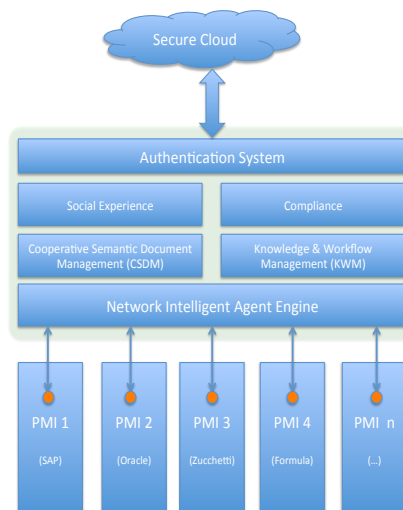 Secure Cloud
Authentication System
Social Experience
Compliance
Cooperative Semantic Document
Management (CSDM)
Knowledge & Workflow
Management (KWM)
Network Intelligent Agent Engine
PMI 1
PMI 2
PMI 3
PMI 4
PMI n
(SAP)
(Oracle)
(Zucchetti)
(Formula)
(...)